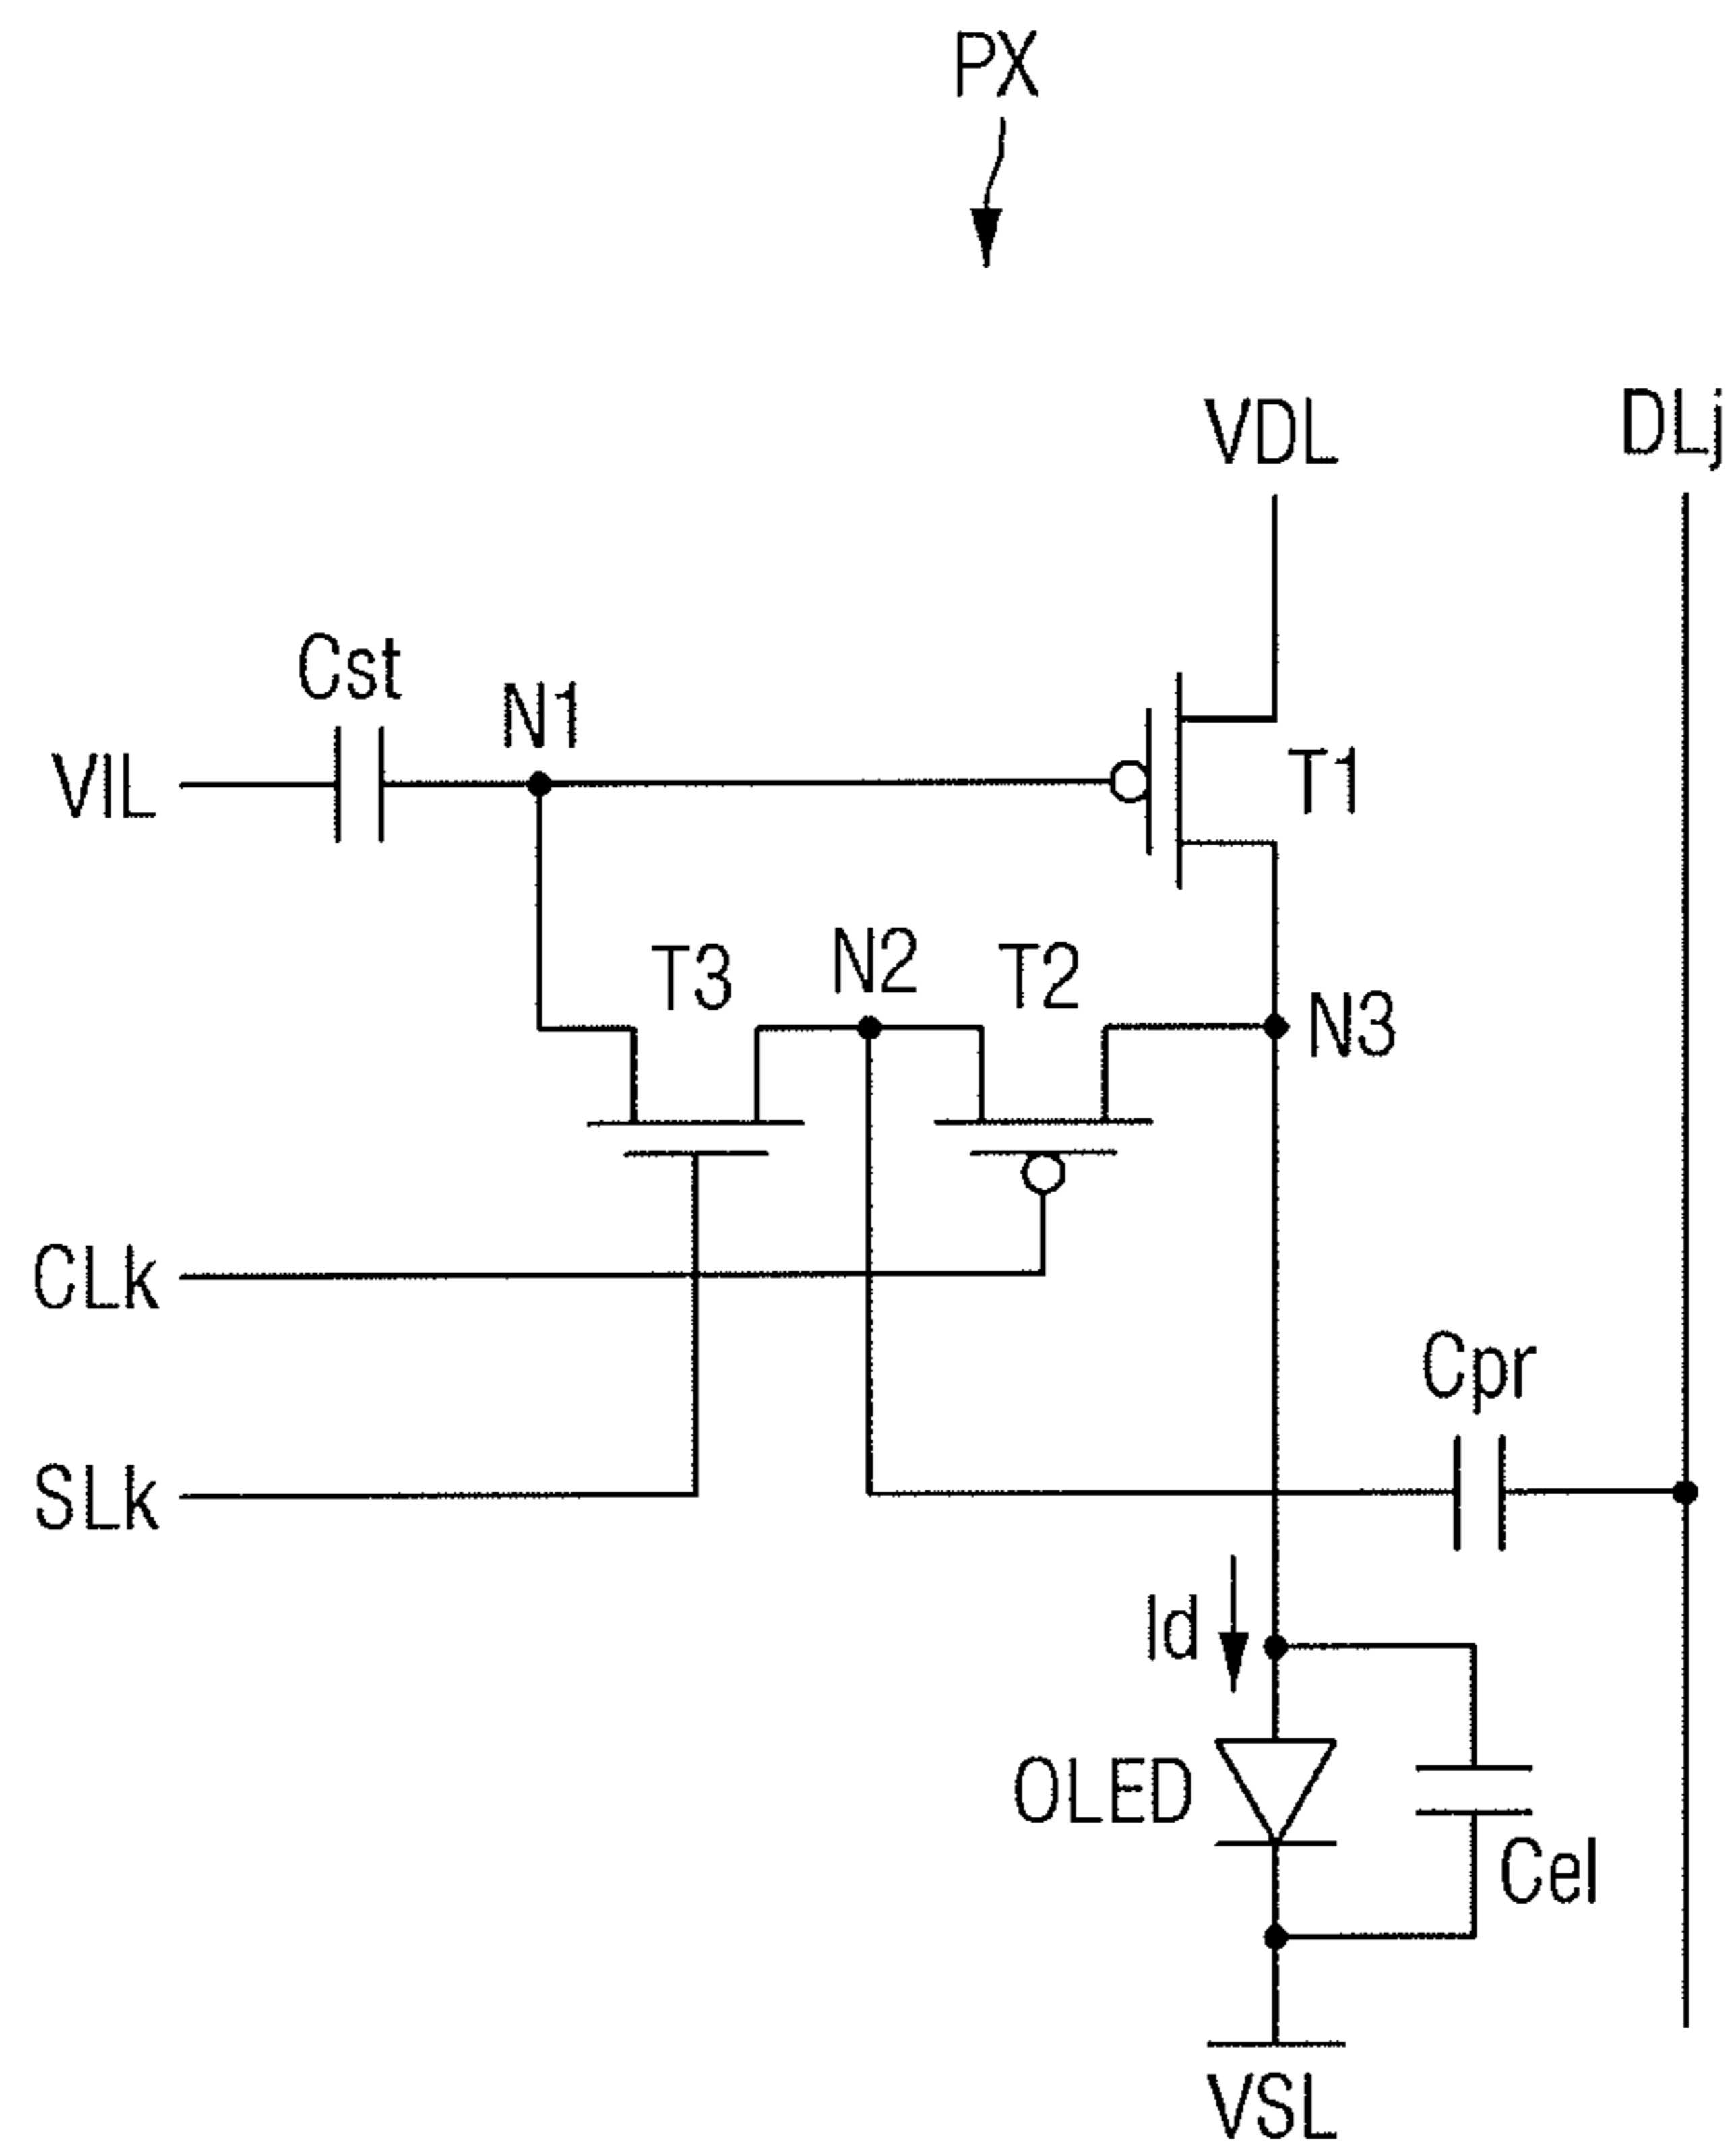 PX
VDL
DLj
Cst
N1
VIL
T1
T3
N2
T2
N3
CLk
Cpr
SLk
Id
OLED
Cel
VSL